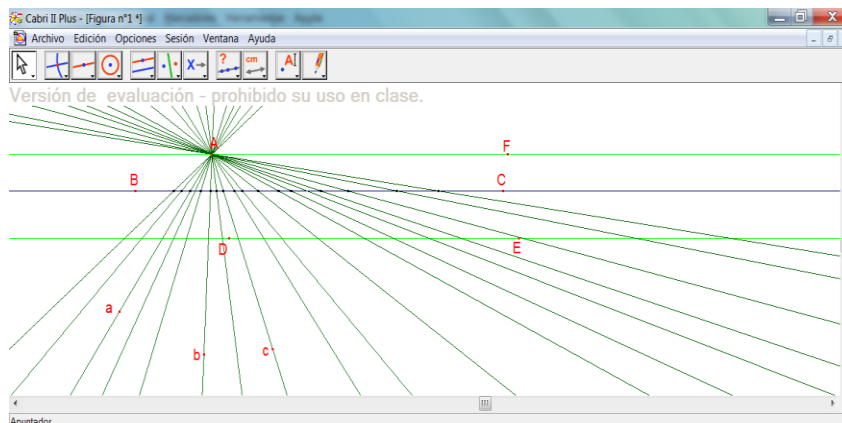 Cabri II Plus - [Figura n°1 *]
Archivo Edición Opciones Sesión Ventana Ayuda
? cm A
X
Versión de evaluación - prohibido su uso en clase.
A
F
B
C
D
E
a
b
c
Apuntador